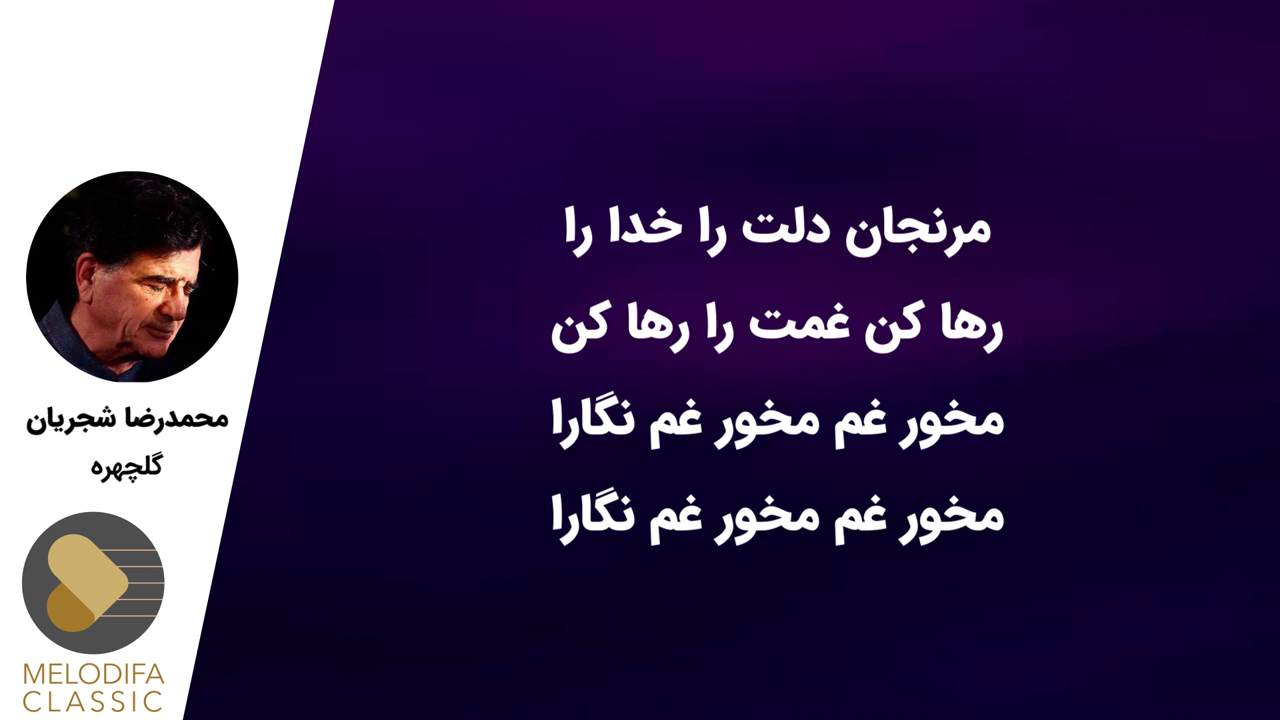 مرنجان دلت را خدا را
رها کن غمت را رها کن
مخور غم مخور غم نگارا
مخور غم مخور غم نگارا
محمدرضا شجریان
گلچهره
MELODIFA
CLASSIC